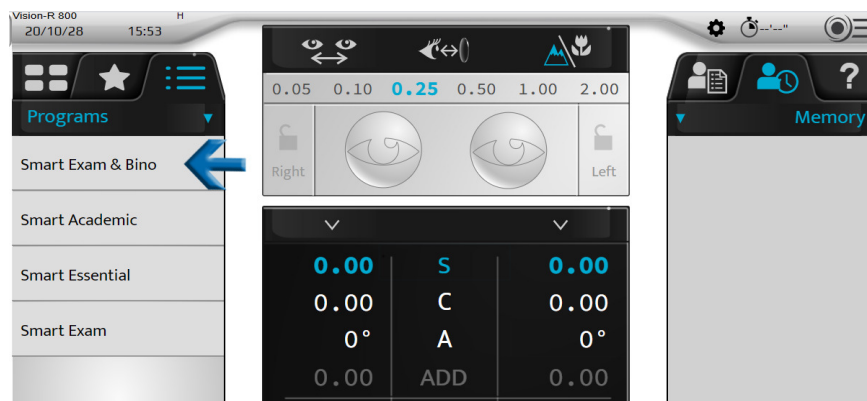 Vision-R 800
H
20/10/28 15:53
--'--"
?
Programs
Memory
0.05 0.10 0.25 0.50 1.00 2.00
Smart Exam & Bino
Right
Left
Smart Academic
0.00 S 0.00
Smart Essential
0.00 C 0.00
Smart Exam
0° A 0°
0.00 ADD 0.00